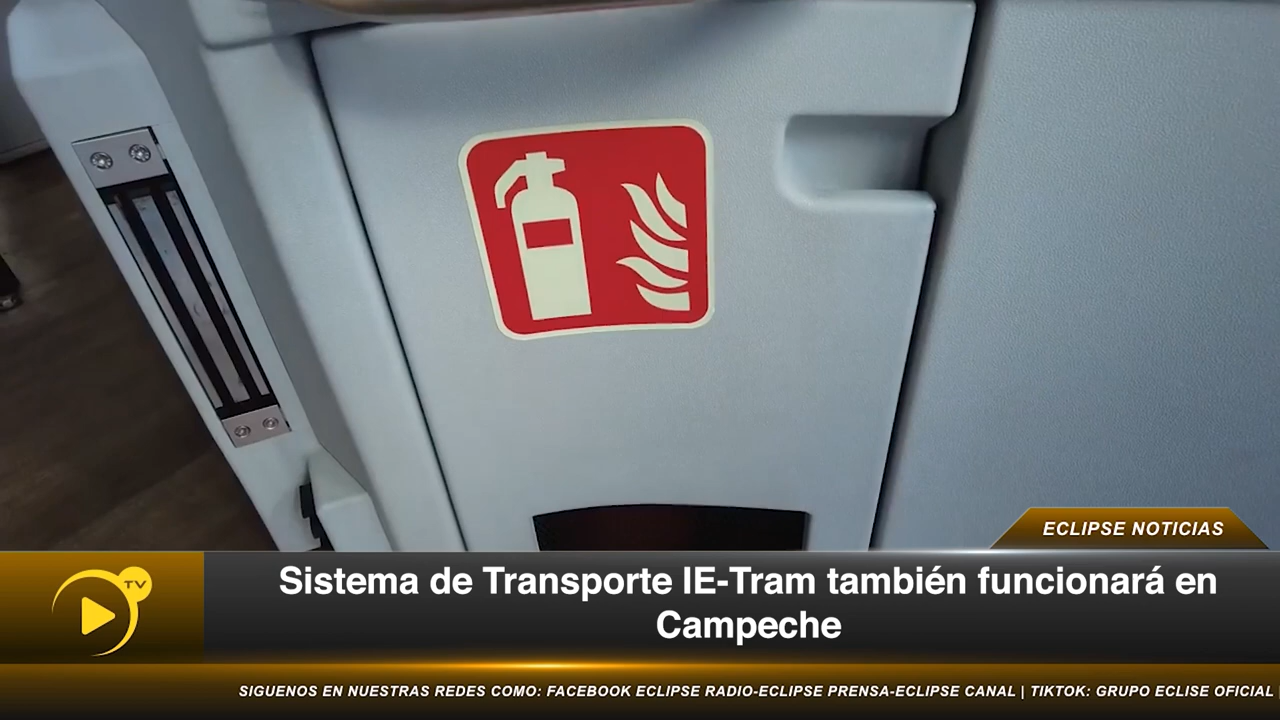 ECLIPSE NOTICIAS
TV
Sistema de Transporte IE-Tram también funcionará en
Campeche
SIGUENOS EN NUESTRAS REDES COMO: FACEBOOK ECLIPSE RADIO-ECLIPSE PRENSA-ECLIPSE CANAL | TIKTOK: GRUPO ECLISE OFICIAL |